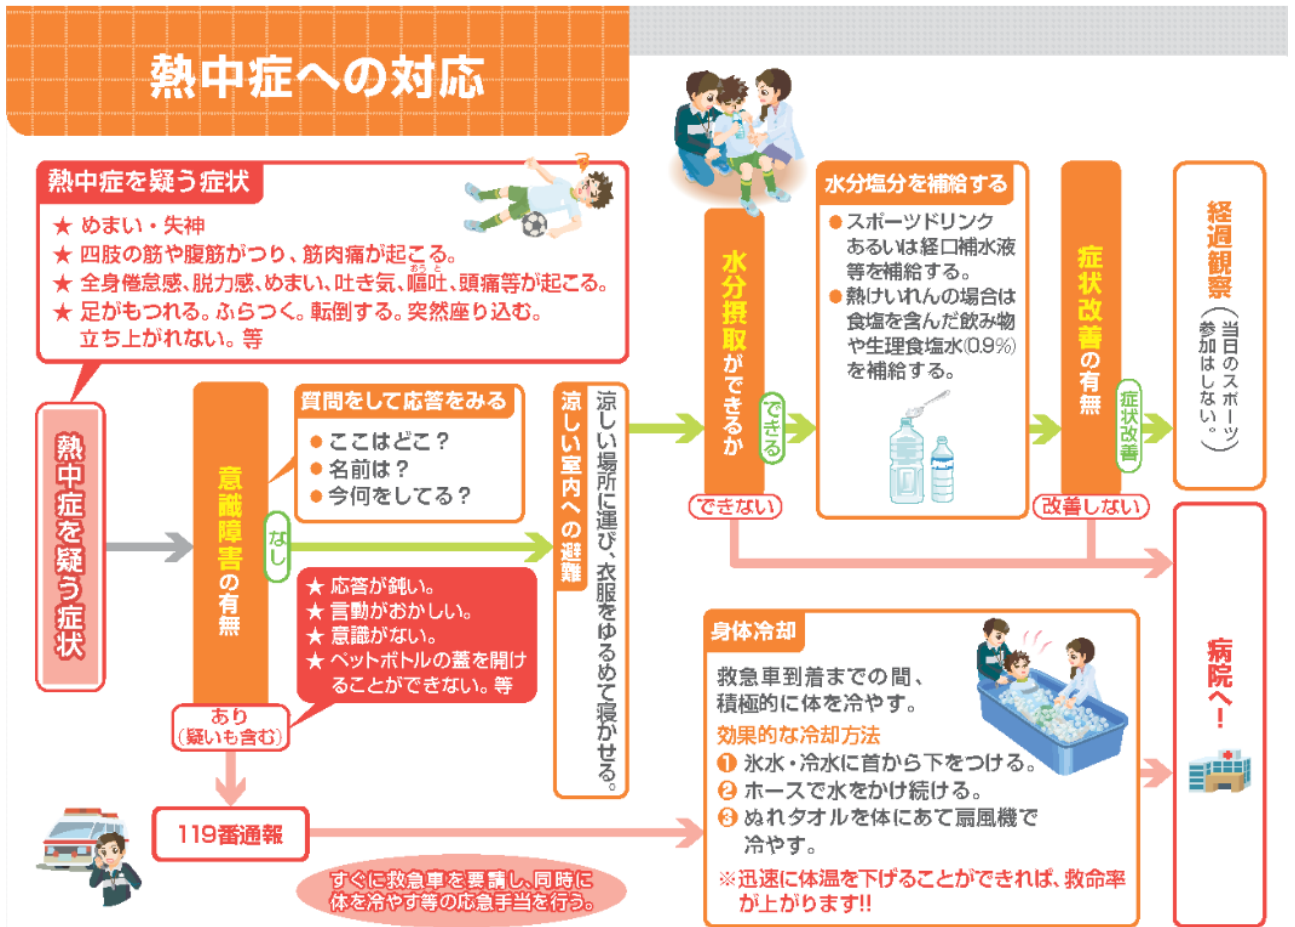 熱中症への対応
熱中症を疑う症状
★ めまい・失神
★ 四肢の筋や腹筋がつり、筋肉痛が起こる。
★ 全身倦怠感、脱力感、めまい、吐き気、嘔吐、頭痛等が起こる。
おう と
★ 足がもつれる。ふらつく。転倒する。突然座り込む。
立ち上がれない。等
熱中症を疑う症状
意識障害の有無
質問をして応答をみる
● ここはどこ？
● 名前は？
● 今何をしてる？
なし
★ 応答が鈍い。
★ 言動がおかしい。
★ 意識がない。
★ ペットボトルの蓋を開け
ることができない。等
あり
(疑いも含む)
119番通報
すぐに救急車を要請し、同時に
体を冷やす等の応急手当を行う。
涼しい室内への避難
涼しい場所に運び、衣服をゆるめて寝かせる。
水分摂取ができるか
できる
できない
水分塩分を補給する
● スポーツドリンク
あるいは経口補水液
等を補給する。
● 熱けいれんの場合は
食塩を含んだ飲み物
や生理食塩水(0.9%)
を補給する。
症状改善の有無
症状改善
改善しない
経過観察
(当日のスポーツ
参加はしない。)
身体冷却
救急車到着までの間、
積極的に体を冷やす。
効果的な冷却方法
❶ 氷水・冷水に首から下をつける。
❷ ホースで水をかけ続ける。
❸ ぬれタオルを体にあて扇風機で
冷やす。
※迅速に体温を下げることができれば、救命率
が上がります!!
病院へ！